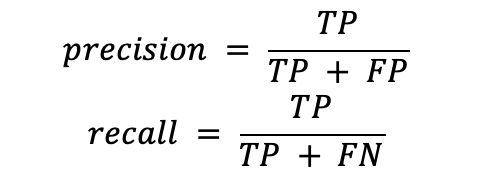 precision = TP / TP + FP
recall = TP / TP + FN